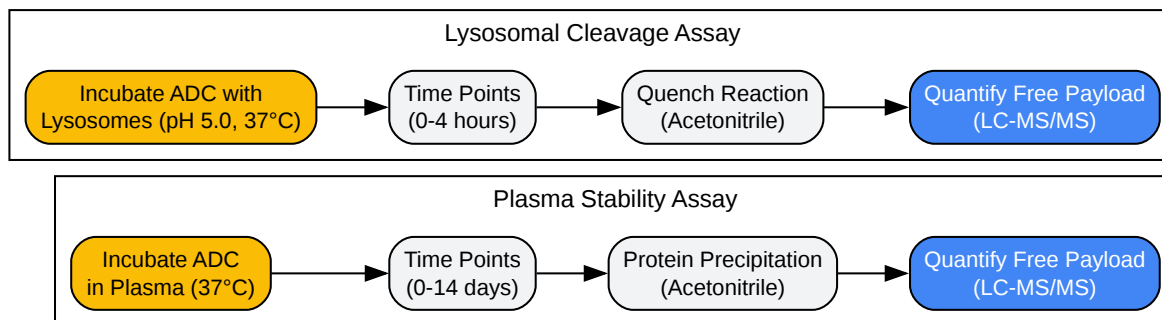 Lysosomal Cleavage Assay
Incubate ADC with
Lysosomes (pH 5.0, 37°C)
Time Points
(0-4 hours)
Quench Reaction
(Acetonitrile)
Quantify Free Payload
(LC-MS/MS)
Plasma Stability Assay
Incubate ADC
in Plasma (37°C)
Time Points
(0-14 days)
Protein Precipitation
(Acetonitrile)
Quantify Free Payload
(LC-MS/MS)